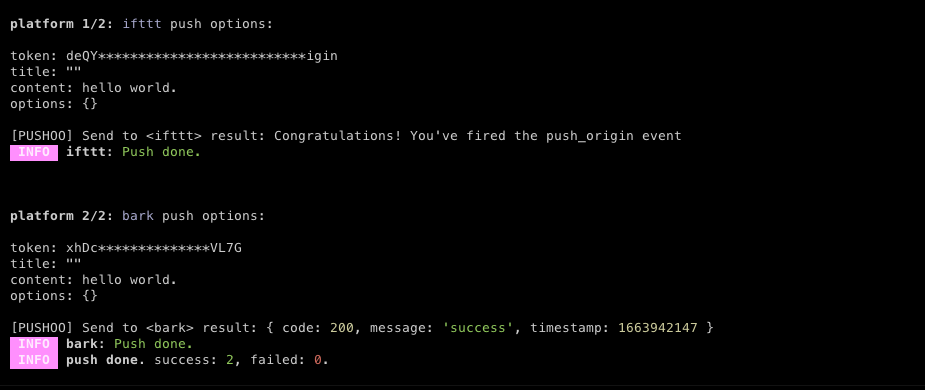 platform 1/2: ifttt push options:
token: deQY**************************igin
title: ""
content: hello world.
options: {}
[PUSHOO] Send to <ifttt> result: Congratulations! You've fired the push_origin event
INFO ifttt: Push done.
platform 2/2: bark push options:
token: xhDc**************VL7G
title: ""
content: hello world.
options: {}
[PUSHOO] Send to <bark> result: { code: 200, message: 'success', timestamp: 1663942147 }
INFO bark: Push done.
INFO push done. success: 2, failed: 0.